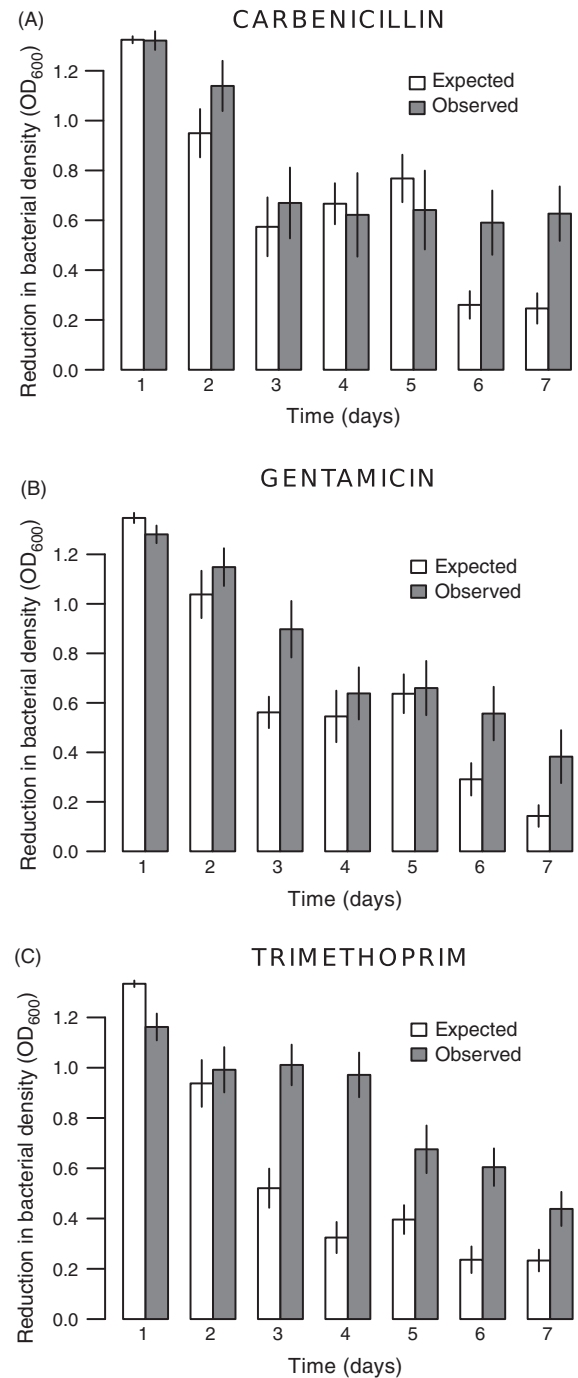 (A) CARBENICILLIN
Reduction in bacterial density (OD600)
1.2
1.0
0.8
0.6
0.4
0.2
0.0
Expected
Observed
1 2 3 4 5 6 7
Time (days)
(B) GENTAMICIN
Reduction in bacterial density (OD600)
1.2
1.0
0.8
0.6
0.4
0.2
0.0
Expected
Observed
1 2 3 4 5 6 7
Time (days)
(C) TRIMETHOPRIM
Reduction in bacterial density (OD600)
1.2
1.0
0.8
0.6
0.4
0.2
0.0
Expected
Observed
1 2 3 4 5 6 7
Time (days)